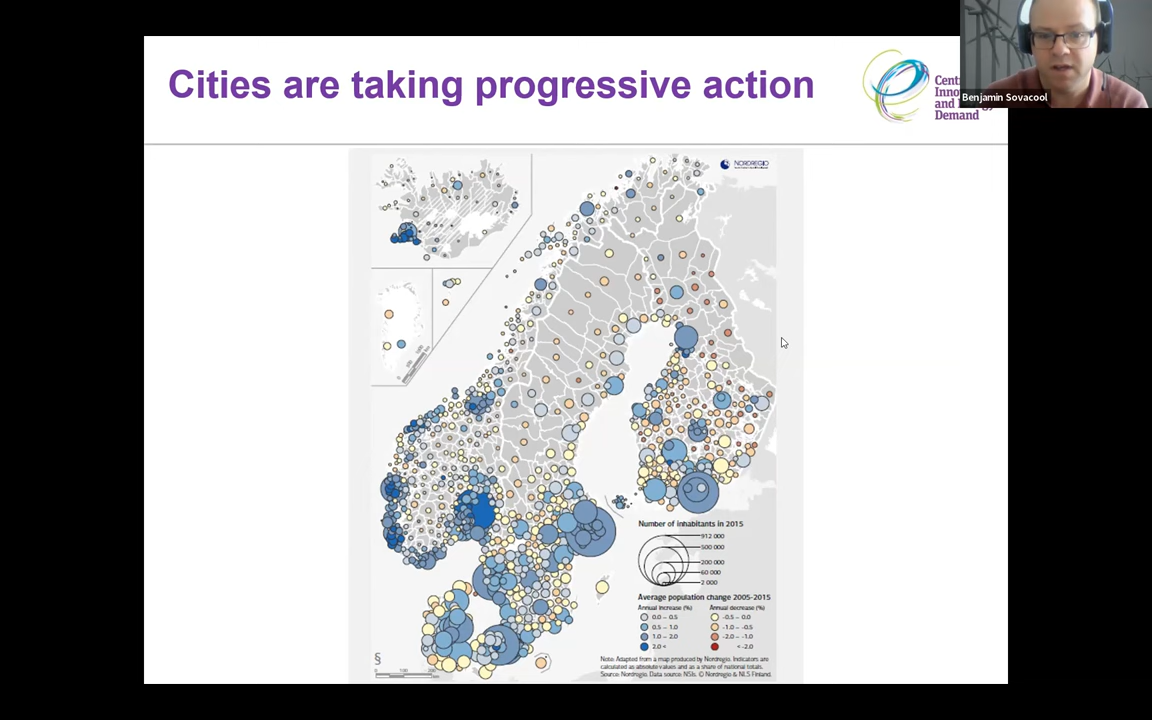 Cities are taking progressive action
Benjamin Sovacool
and
Demand
NORDREGIO
Number of inhabitants in 2015
912 000
500 000
200 000
60 000
2 000
Average population change 2005-2015
Annual increase (%)
0.0 – 0.5
0.5 – 1.0
1.0 – 2.0
2.0 <
Annual decrease (%)
-0.5 – 0.0
-1.0 – -0.5
-2.0 – -1.0
< -2.0
Note: Adapted from a map produced by Nordregio. Indicators are
calculated as absolute values and as a share of national totals.
Source: Nordregio. Data source: NSIs. © Nordregio & NLS Finland.
§